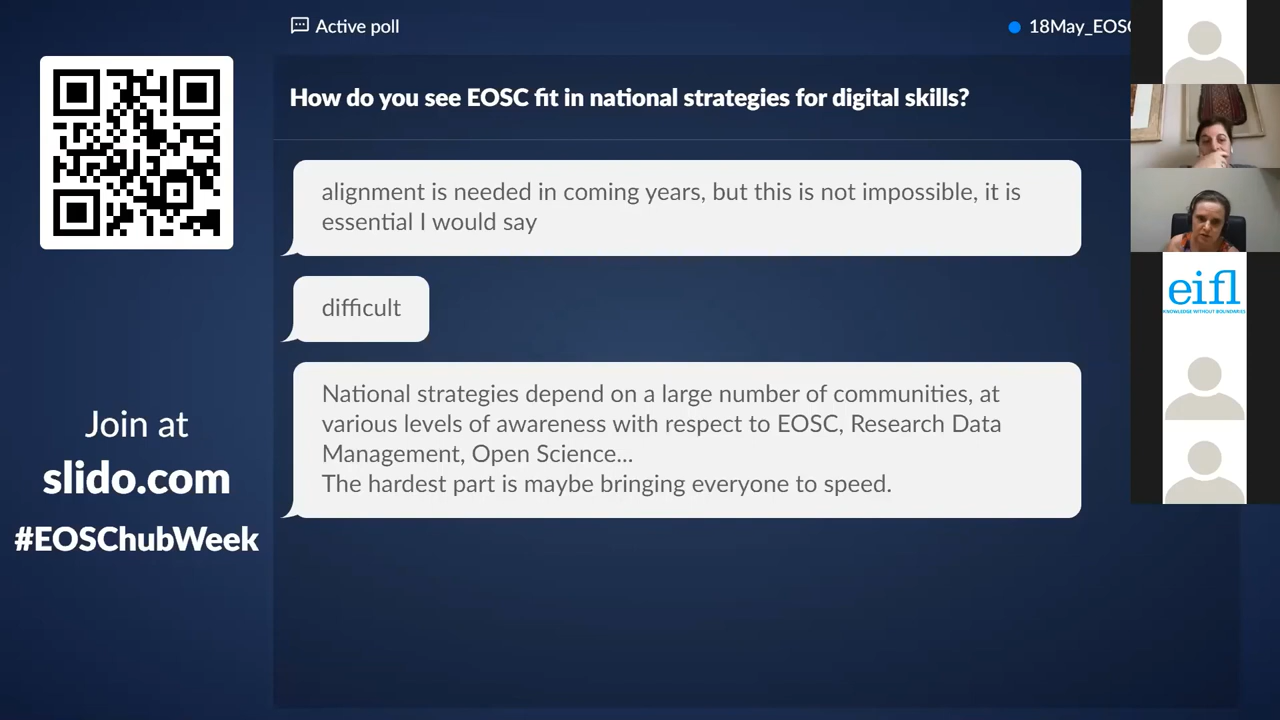 Active poll
18May_EOSC
How do you see EOSC fit in national strategies for digital skills?
alignment is needed in coming years, but this is not impossible, it is
essential I would say
difficult
National strategies depend on a large number of communities, at
various levels of awareness with respect to EOSC, Research Data
Management, Open Science...
The hardest part is maybe bringing everyone to speed.
Join at
slido.com
#EOSChubWeek
eifl
KNOWLEDGE WITHOUT BOUNDARIES